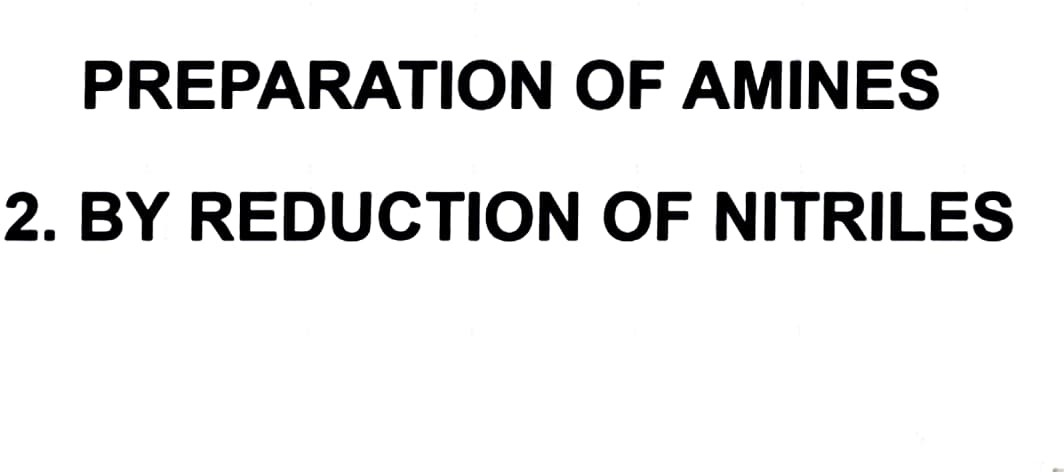 PREPARATION OF AMINES
2. BY REDUCTION OF NITRILES